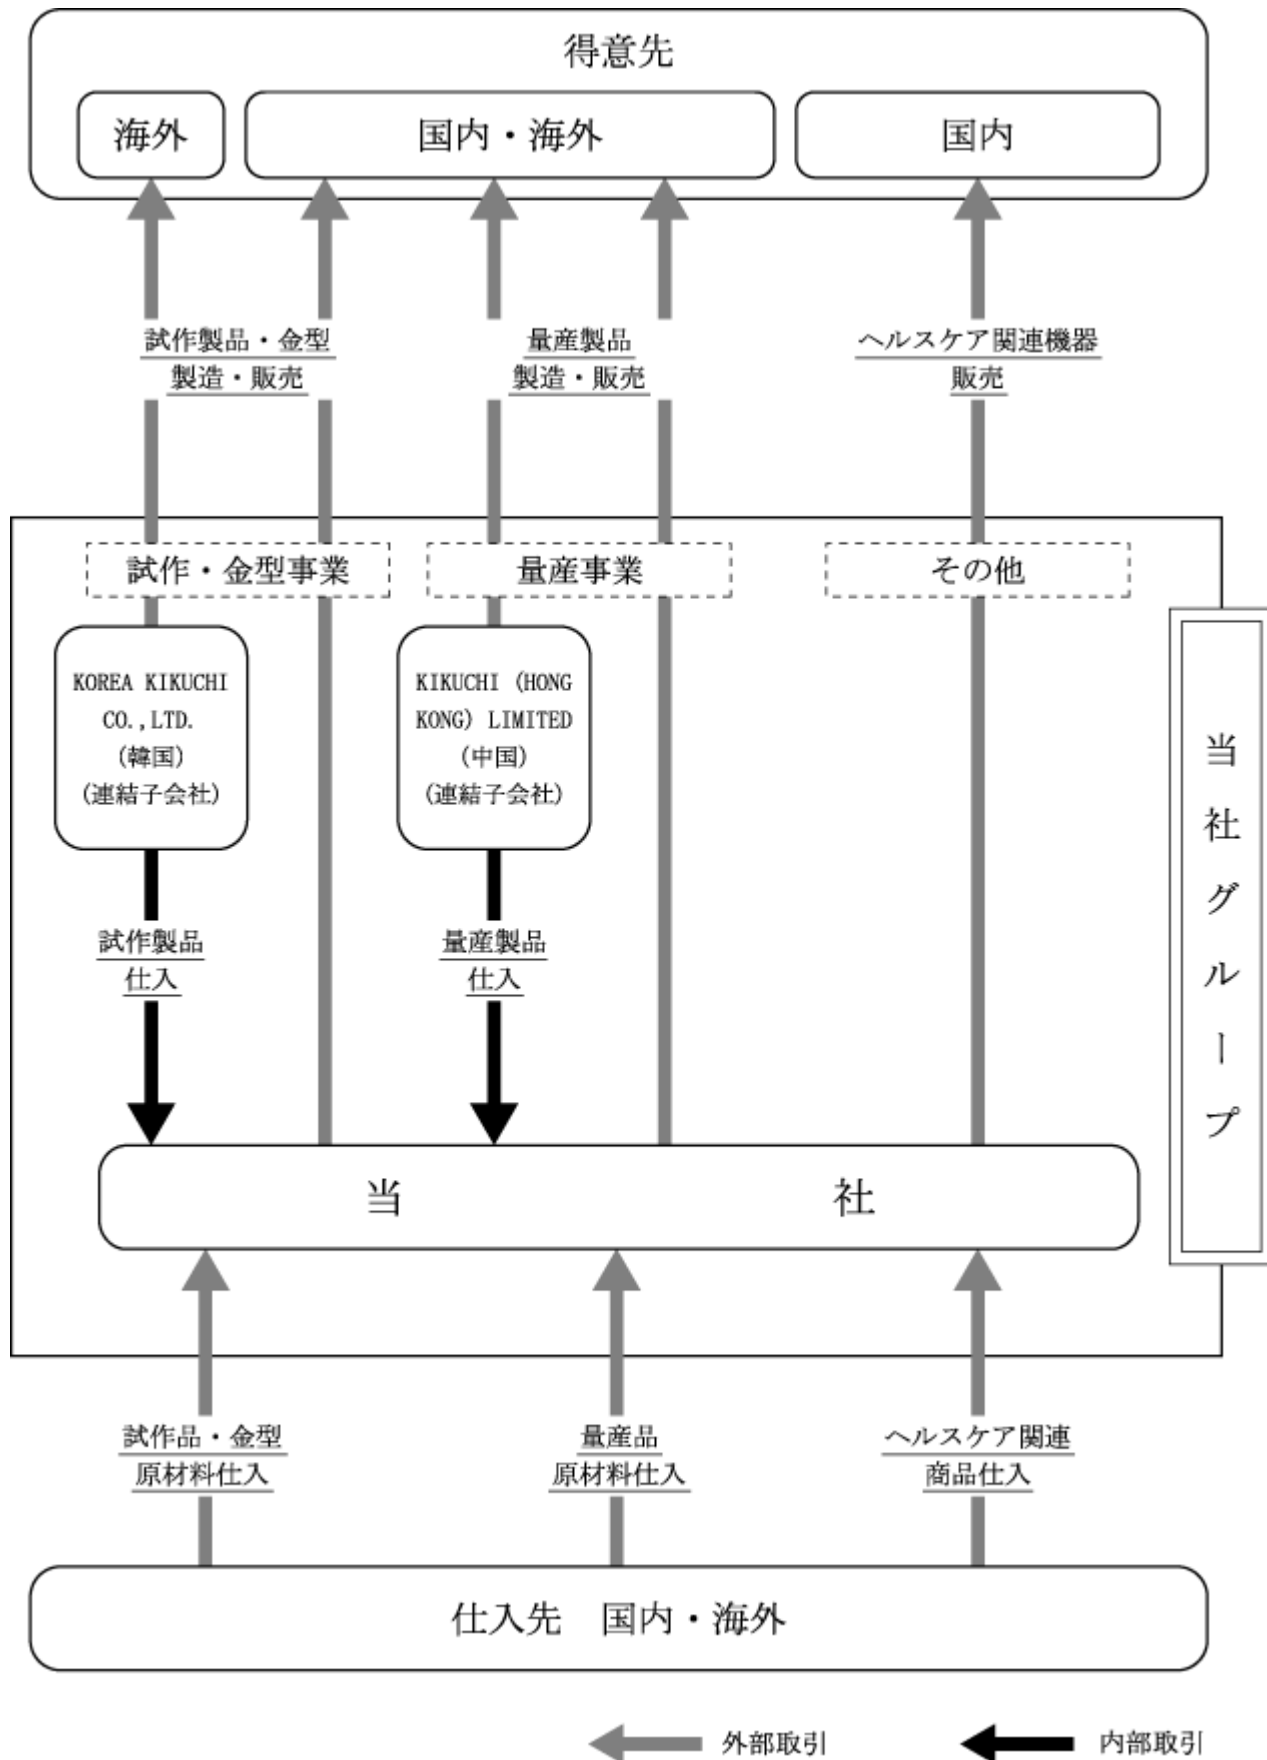 得意先
海外
国内・海外
国内
試作製品・金型
製造・販売
量産製品
製造・販売
ヘルスケア関連機器
販売
試作・金型事業
量産事業
その他
KOREA KIKUCHI
CO.,LTD.
(韓国)
(連結子会社)
KIKUCHI (HONG
KONG) LIMITED
(中国)
(連結子会社)
当社グループ
試作製品
仕入
量産製品
仕入
当社
試作品・金型
原材料仕入
量産品
原材料仕入
ヘルスケア関連
商品仕入
仕入先 国内・海外
外部取引
内部取引